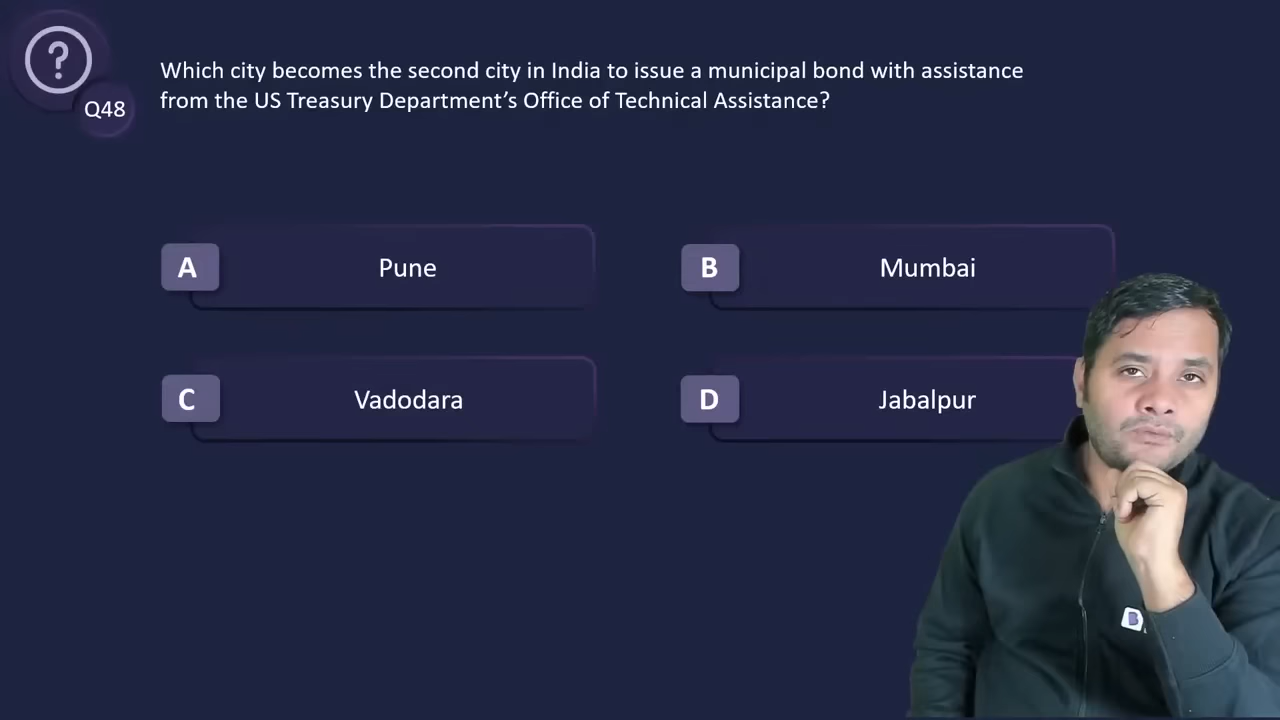 ?
Q48
Which city becomes the second city in India to issue a municipal bond with assistance
from the US Treasury Department’s Office of Technical Assistance?
A Pune
B Mumbai
C Vadodara
D Jabalpur
B